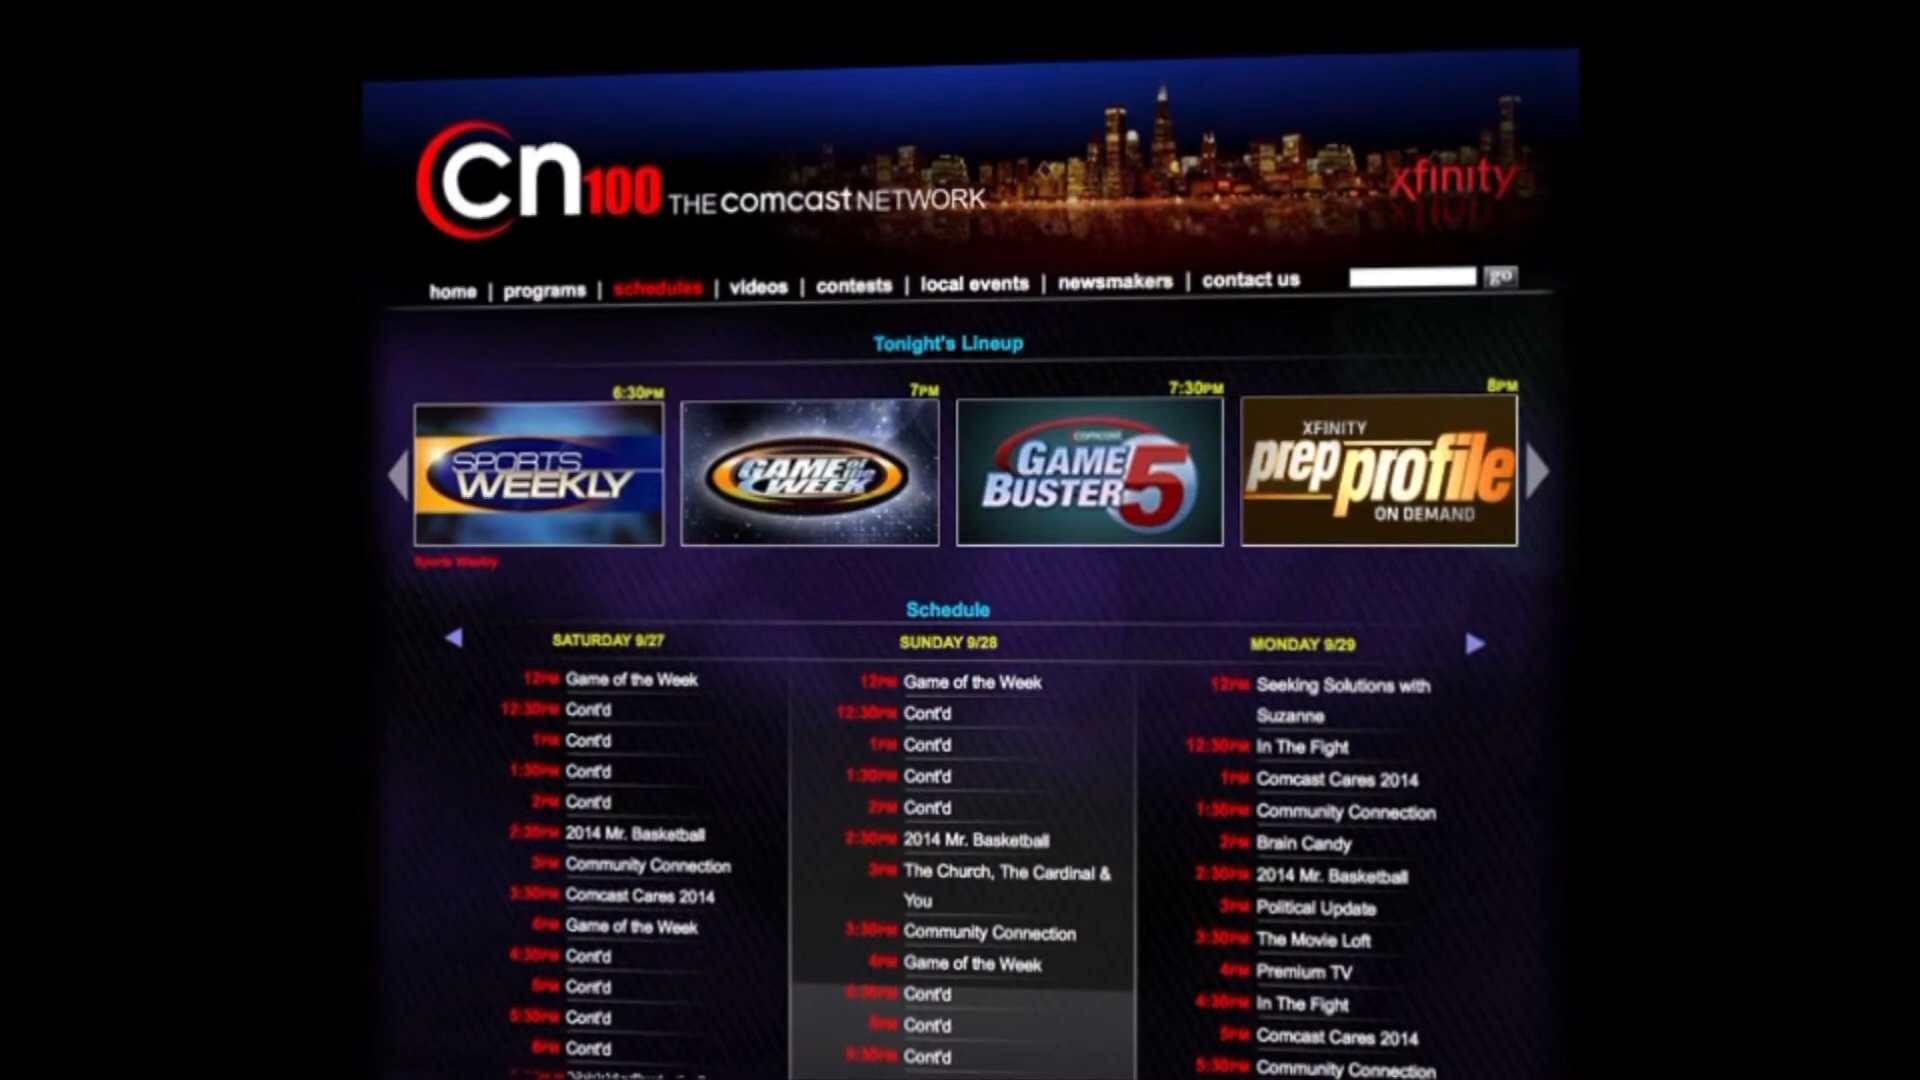 cn100 THE comcast NETWORK
xfinity
home | programs | schedules | videos | contests | local events | newsmakers | contact us
go
Tonight's Lineup
6:30PM
7PM
7:30PM
8PM
SPORTS
WEEKLY
GAME of the
WEEK
comcast
GAME
BUSTER 5
XFINITY
prep profile
ON DEMAND
Sports Weekly
Schedule
SATURDAY 9/27
12PM Game of the Week
12:30PM Cont'd
1PM Cont'd
1:30PM Cont'd
2PM Cont'd
2:30PM 2014 Mr. Basketball
3PM Community Connection
3:30PM Comcast Cares 2014
4PM Game of the Week
4:30PM Cont'd
5PM Cont'd
5:30PM Cont'd
6PM Cont'd
SUNDAY 9/28
12PM Game of the Week
12:30PM Cont'd
1PM Cont'd
1:30PM Cont'd
2PM Cont'd
2:30PM 2014 Mr. Basketball
3PM The Church, The Cardinal &
You
3:30PM Community Connection
4PM Game of the Week
4:30PM Cont'd
5PM Cont'd
5:30PM Cont'd
MONDAY 9/29
12PM Seeking Solutions with
Suzanne
12:30PM In The Fight
1PM Comcast Cares 2014
1:30PM Community Connection
2PM Brain Candy
2:30PM 2014 Mr. Basketball
3PM Political Update
3:30PM The Movie Loft
4PM Premium TV
4:30PM In The Fight
5PM Comcast Cares 2014
5:30PM Community Connection